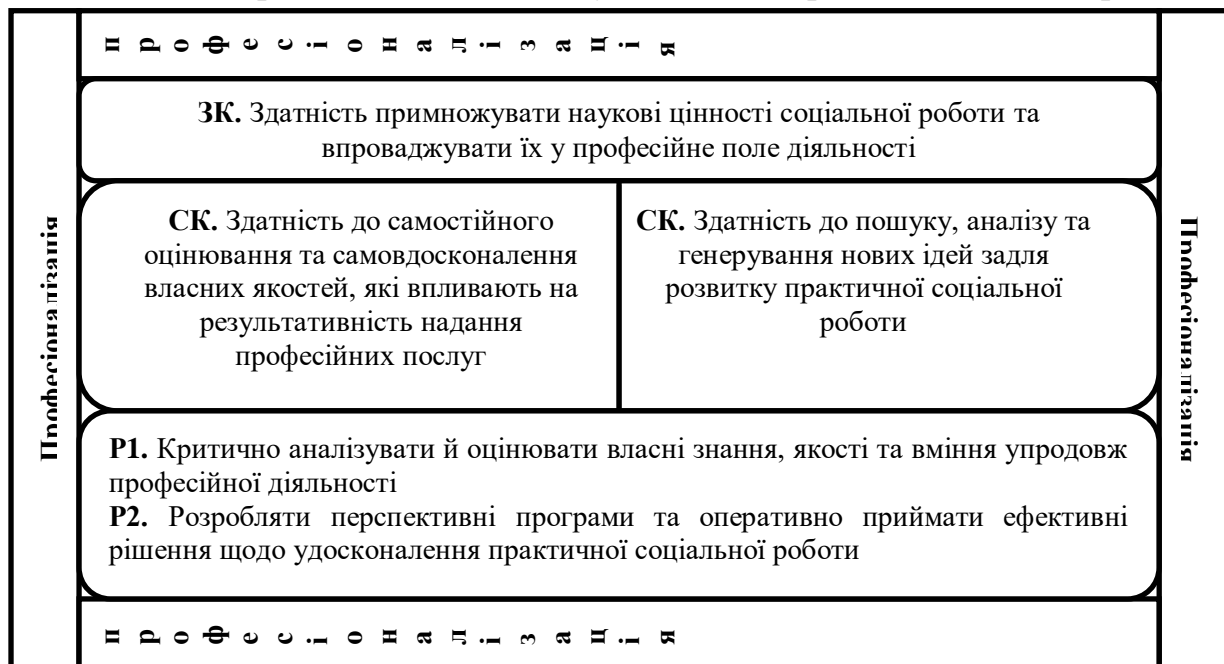 професіоналізація
ЗК. Здатність примножувати наукові цінності соціальної роботи та
впроваджувати їх у професійне поле діяльності
Професіоналізація
СК. Здатність до самостійного
оцінювання та самовдосконалення
власних якостей, які впливають на
результативність надання
професійних послуг
СК. Здатність до пошуку, аналізу та
генерування нових ідей задля
розвитку практичної соціальної
роботи
Професіоналізація
Р1. Критично аналізувати й оцінювати власні знання, якості та вміння упродовж
професійної діяльності
Р2. Розробляти перспективні програми та оперативно приймати ефективні
рішення щодо удосконалення практичної соціальної роботи
професіоналізація